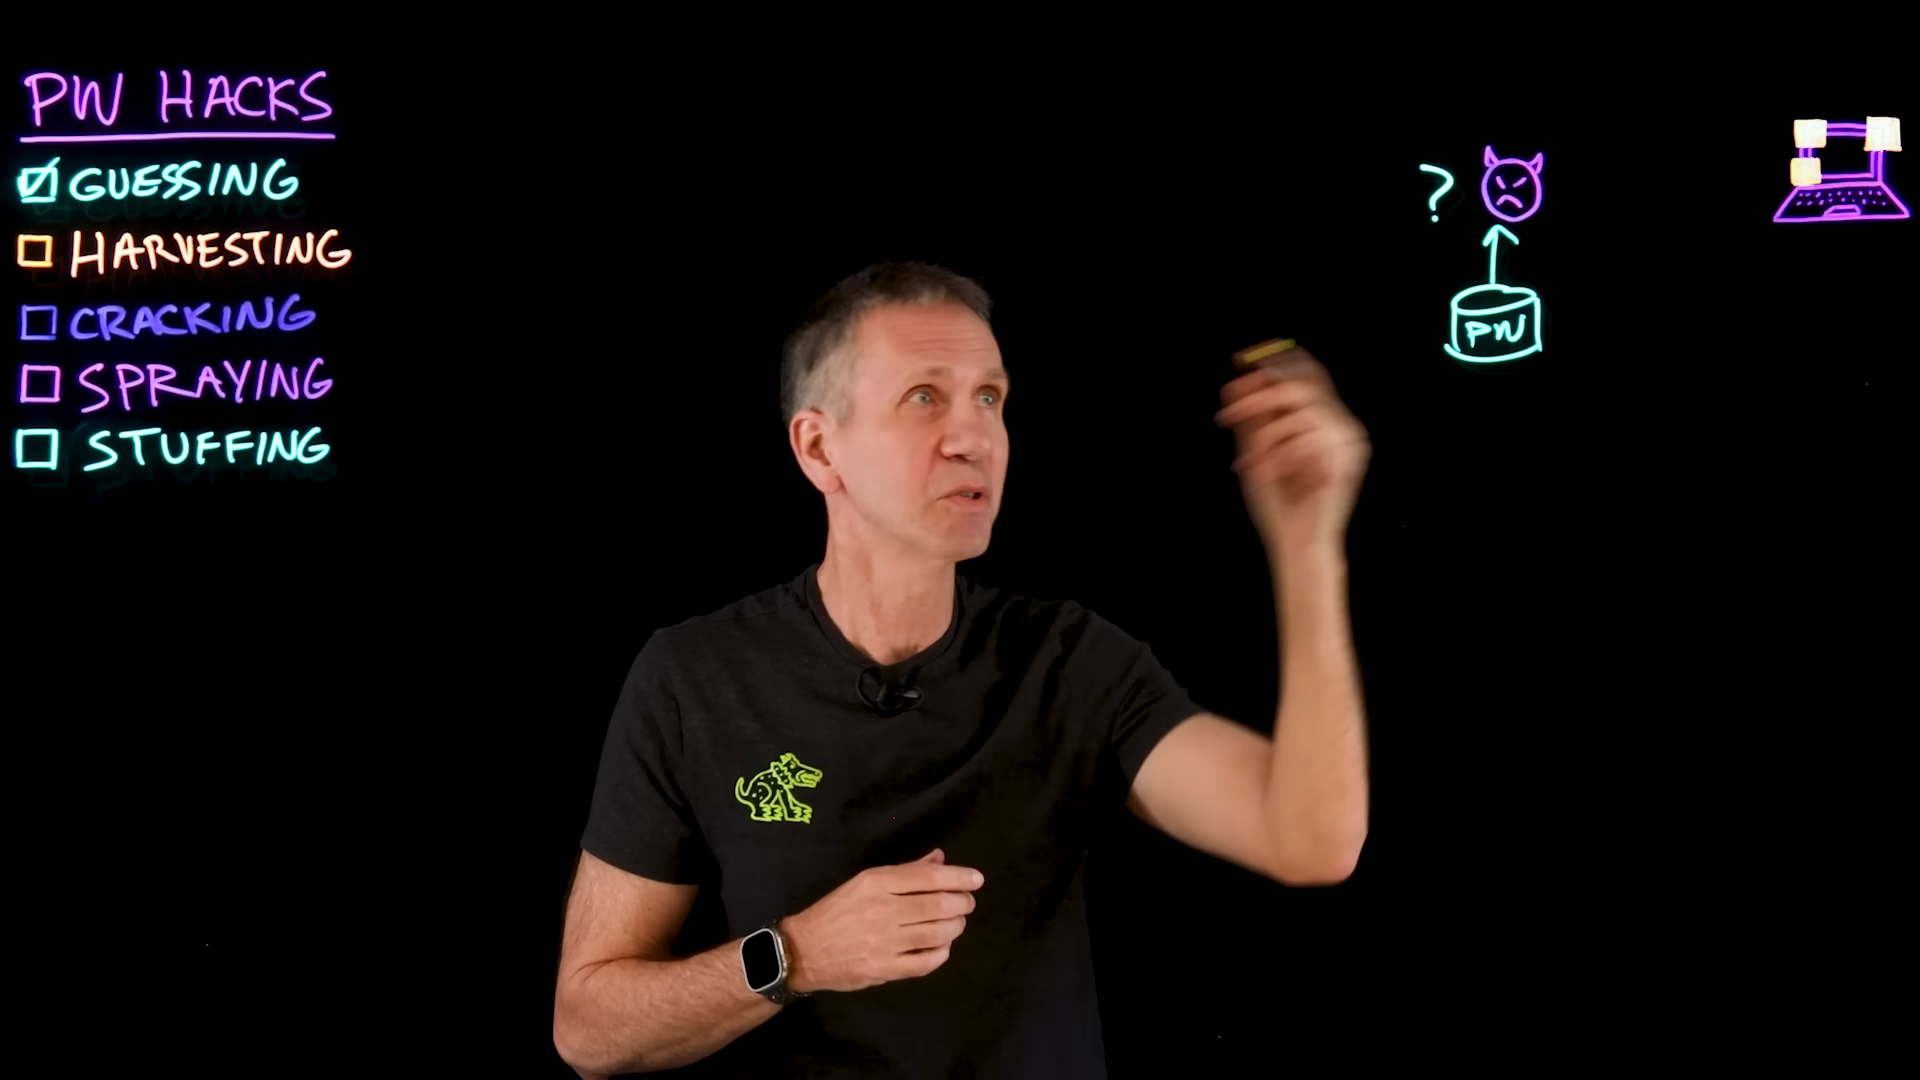 PW HACKS
GUESSING
HARVESTING
CRACKING
SPRAYING
STUFFING
?
PW